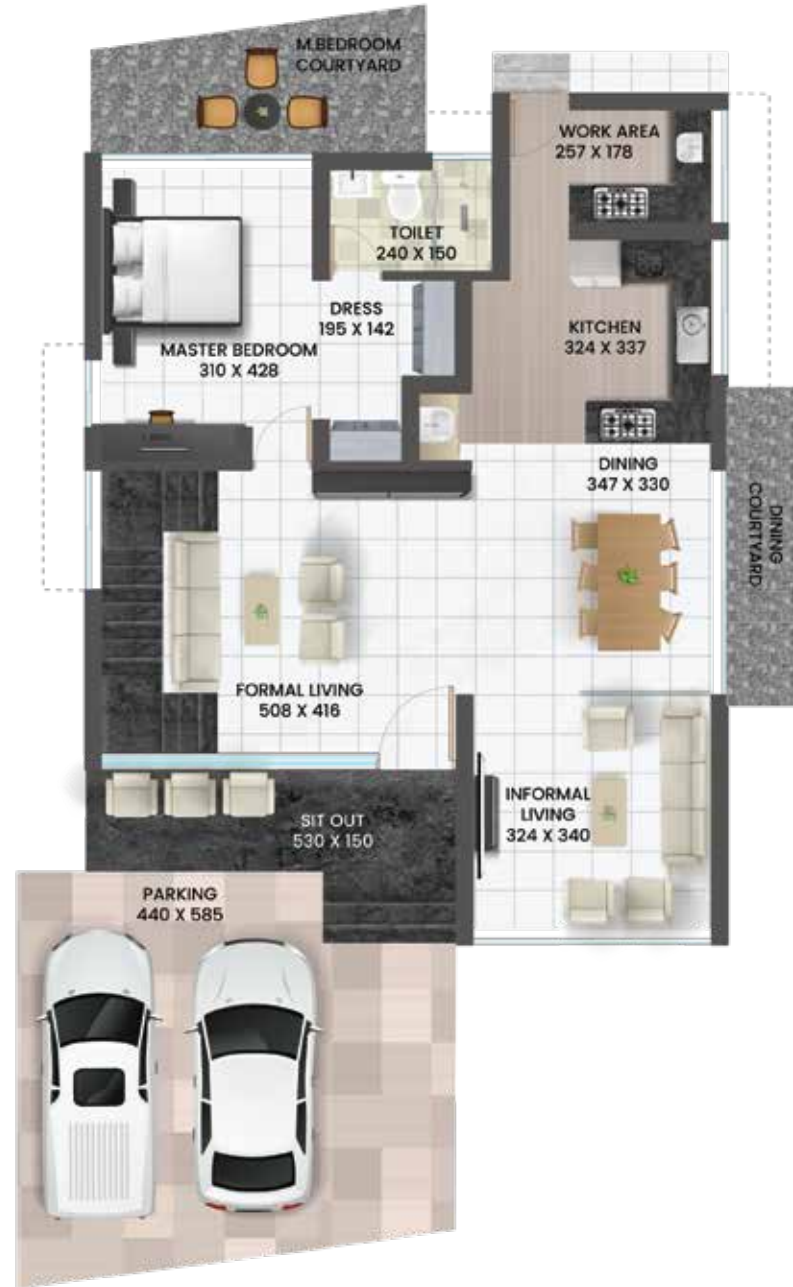 M.BEDROOM
COURTYARD
WORK AREA
257 X 178
TOILET
240 X 150
DRESS
195 X 142
KITCHEN
324 X 337
MASTER BEDROOM
310 X 428
DINING
347 X 330
DINING
COURTYARD
FORMAL LIVING
508 X 416
INFORMAL
LIVING
324 X 340
SIT OUT
530 X 150
PARKING
440 X 585